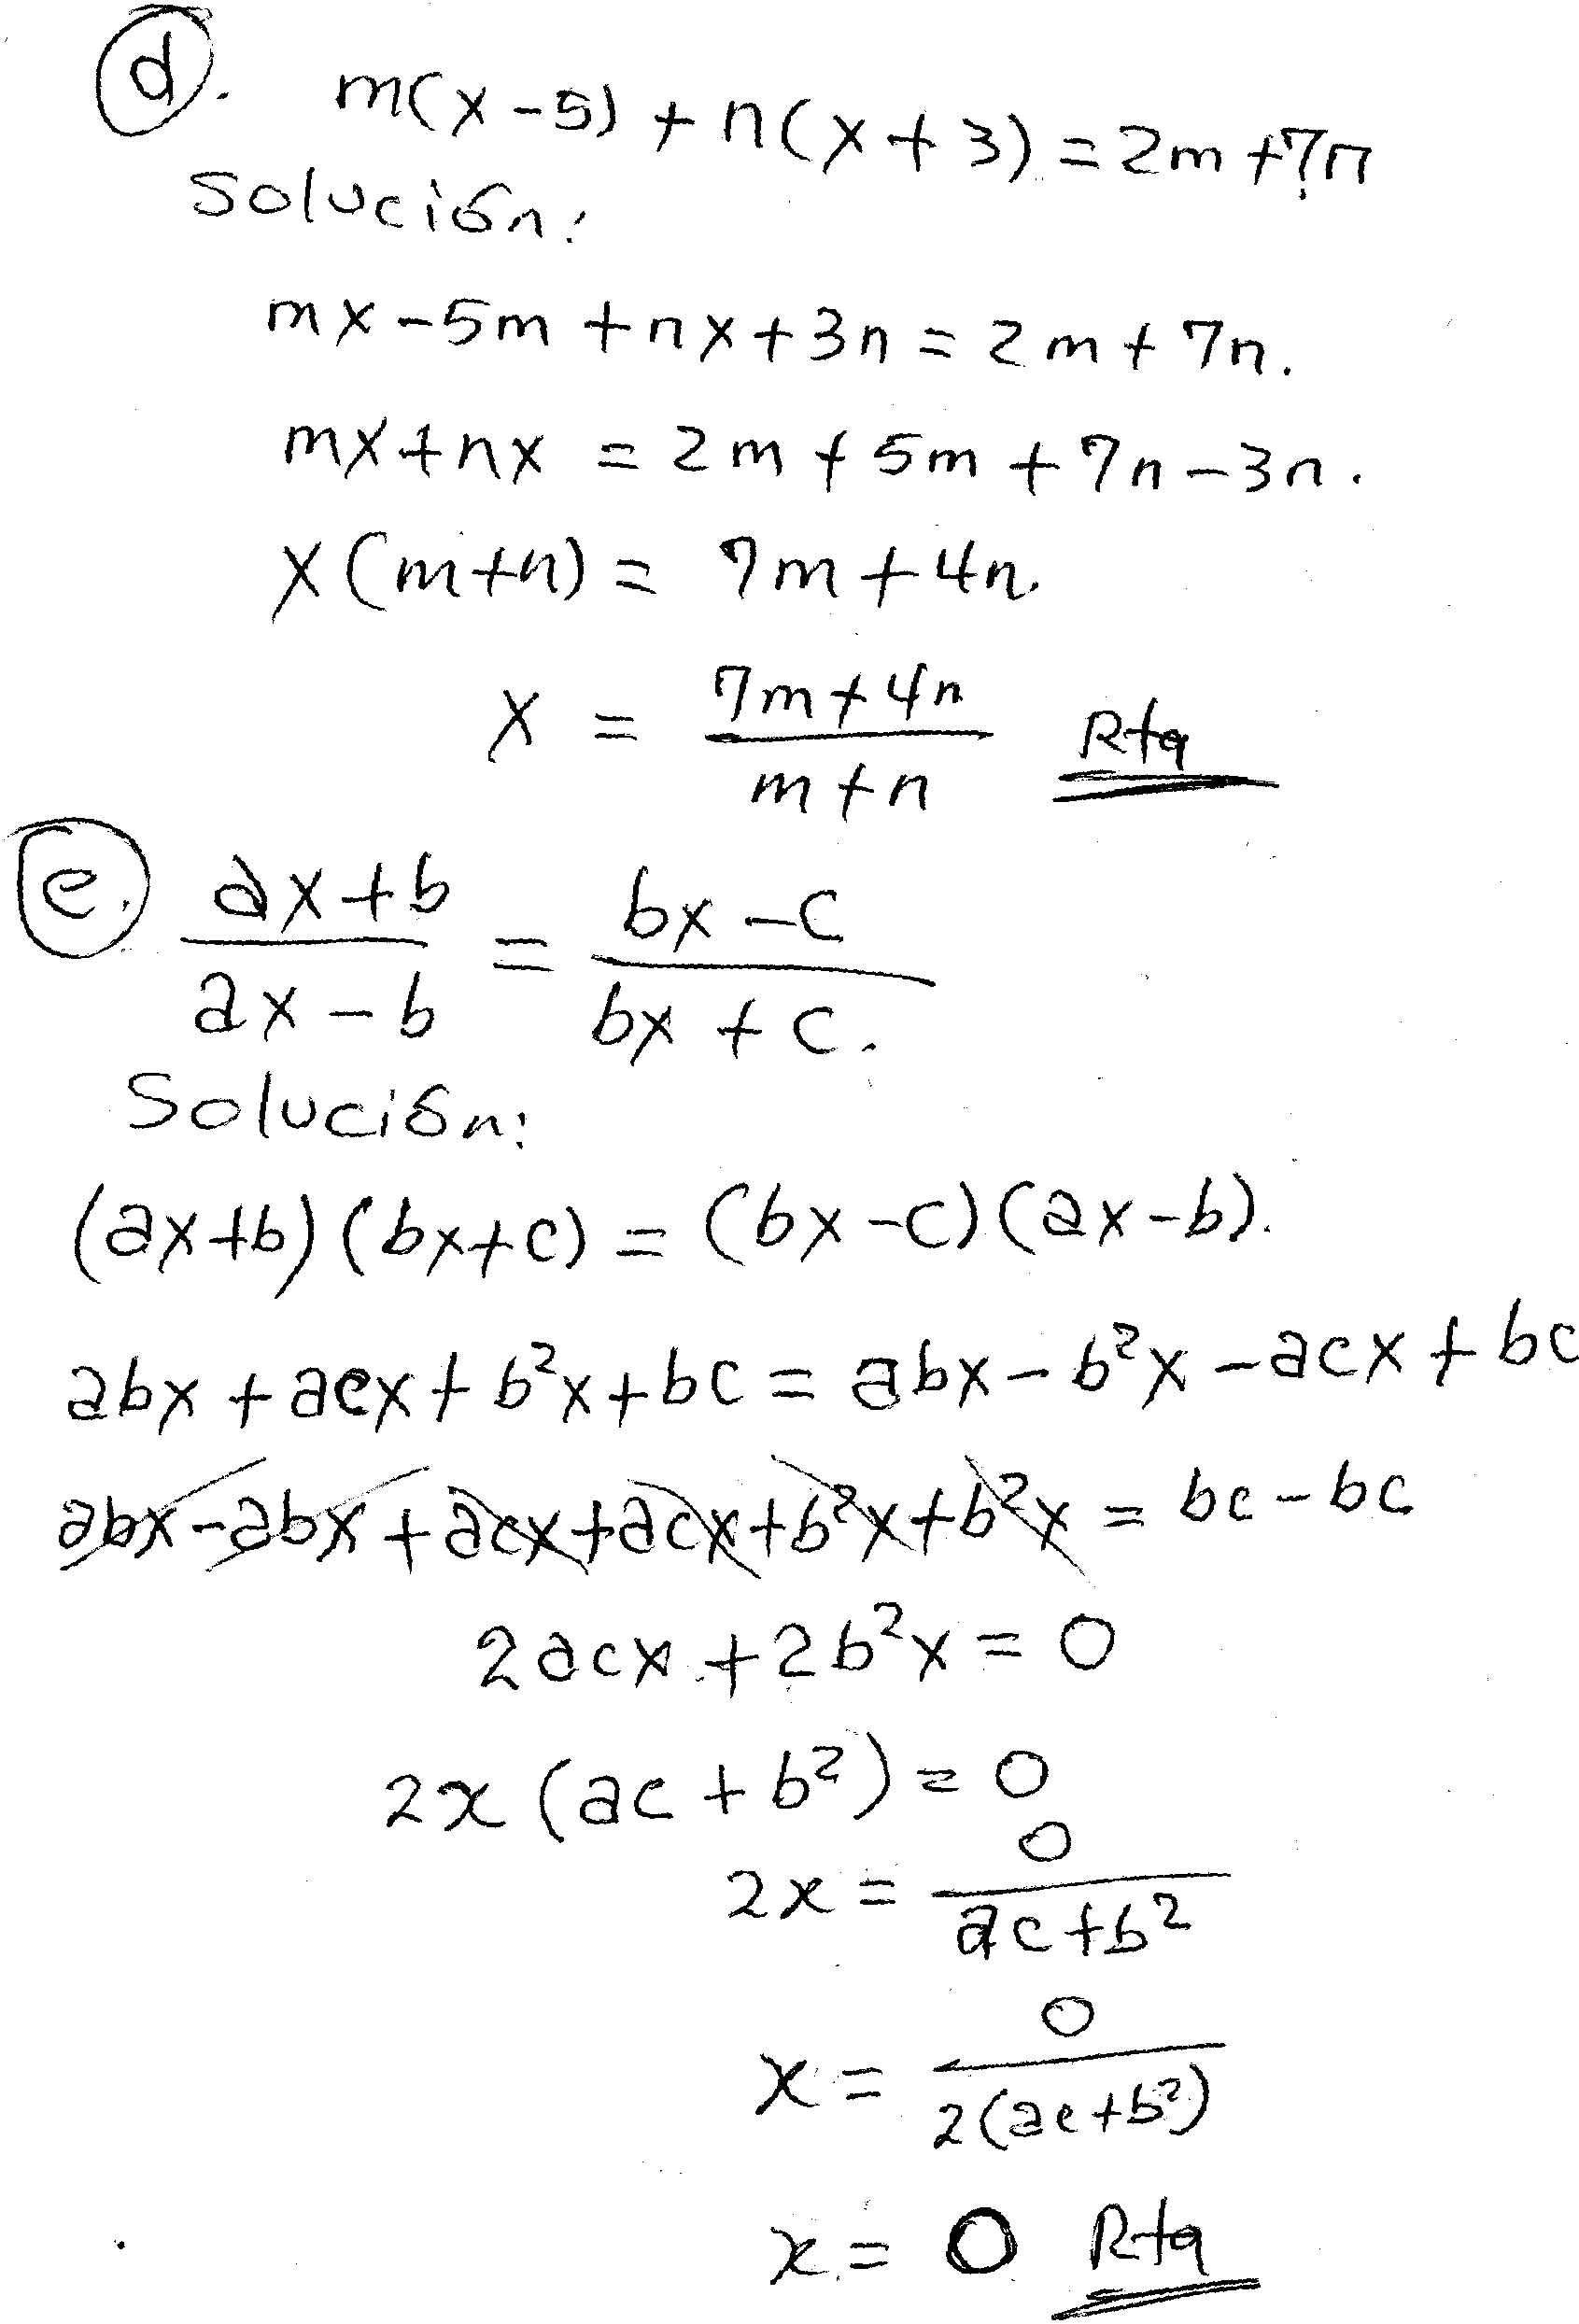 d. m(x-5) + n(x+3) = 2m+7n
Solución:
mx-5m+nx+3n = 2m+7n.
mx+nx = 2m+5m+7n-3n.
x(m+n) = 7m+4n.
x = (7m+4n)/(m+n) Rta
e. (ax+b)/(ax-b) = (bx-c)/(bx+c).
Solución:
(ax+b)(bx+c) = (bx-c)(ax-b).
abx+acx+b²x+bc = abx-b²x-acx+bc
abx-abx+acx+acx+b²x+b²x = bc-bc
2acx+2b²x = 0
2x(ac+b²) = 0
2x = 0/(ac+b²)
x = 0/(2(ac+b²))
x = 0 Rta